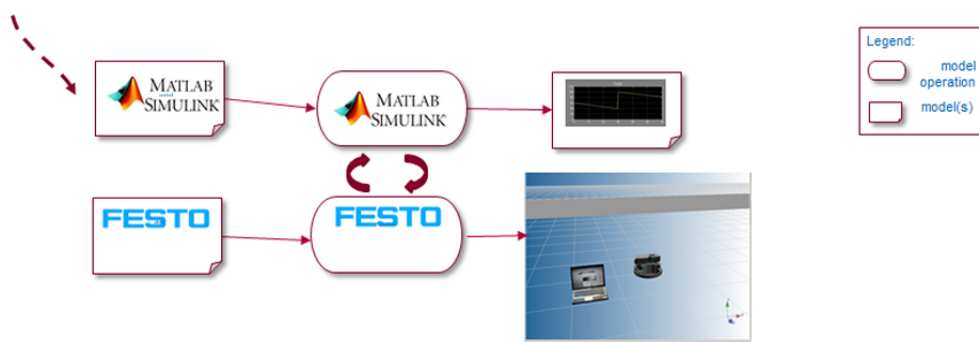 MATLAB
SIMULINK
MATLAB
SIMULINK
FESTO
FESTO
Legend:
model
operation
model(s)